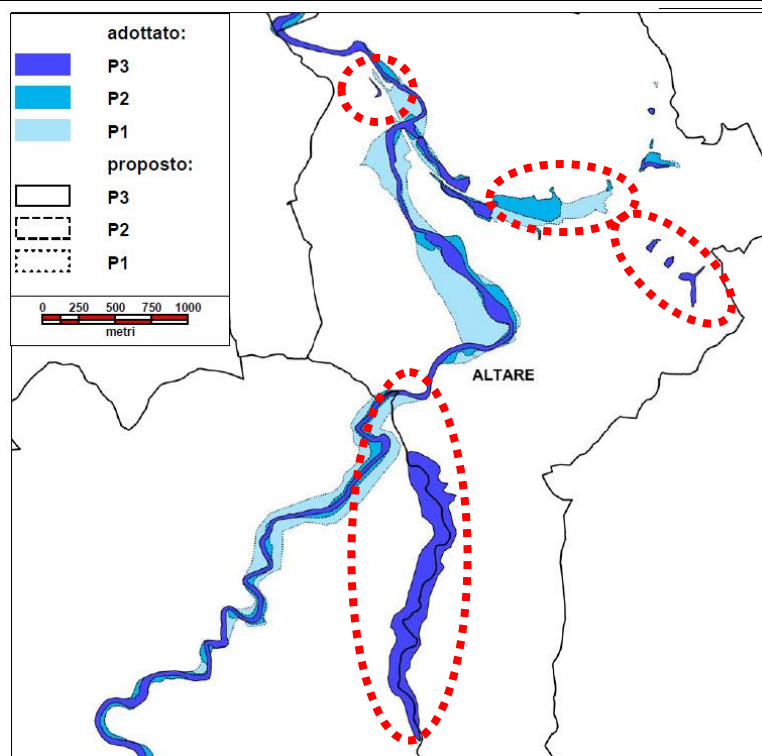 adottato:
P3
P2
P1
proposto:
P3
P2
P1
0 250 500 750 1000
metri
ALTARE